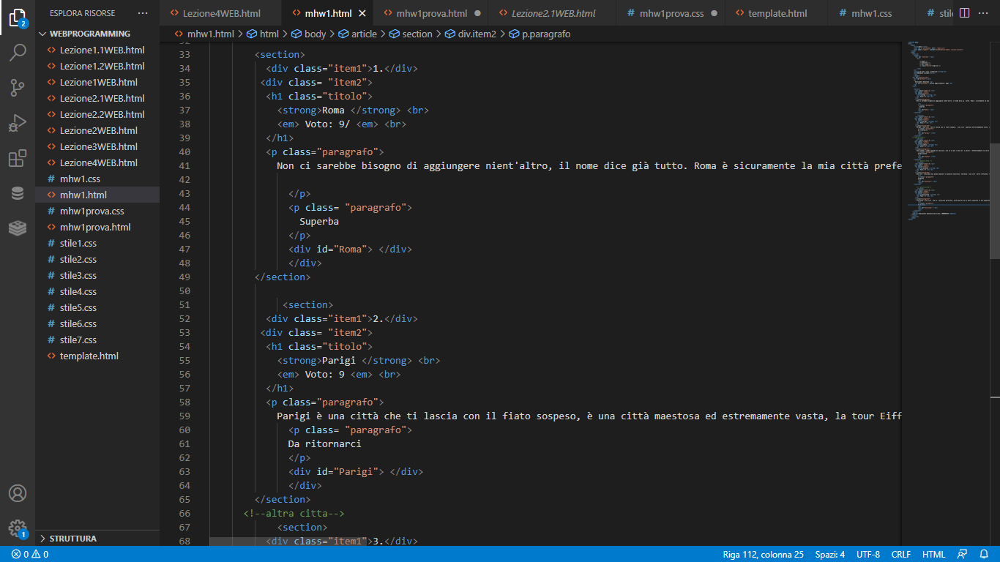 ESPLORA RISORSE ···
WEBPROGRAMMING
Lezione1.1WEB.html
Lezione1.2WEB.html
Lezione1WEB.html
Lezione2.1WEB.html
Lezione2.2WEB.html
Lezione2WEB.html
Lezione3WEB.html
Lezione4WEB.html
mhw1.css
mhw1.html
mhw1prova.css
mhw1prova.html
stile1.css
stile2.css
stile3.css
stile4.css
stile5.css
stile6.css
stile7.css
template.html
STRUTTURA
2
1
Lezione4WEB.html mhw1.html mhw1prova.html Lezione2.1WEB.html mhw1prova.css template.html mhw1.css stile
mhw1.html > html > body > article > section > div.item2 > p.paragrafo
32
33 <section>
34 <div class="item1">1.</div>
35 <div class= "item2">
36 <h1 class="titolo">
37 <strong>Roma </strong> <br>
38 <em> Voto: 9/ <em> <br>
39 </h1>
40 <p class="paragrafo">
41 Non ci sarebbe bisogno di aggiungere nient'altro, il nome dice già tutto. Roma è sicuramente la mia città prefe
42
43 </p>
44 <p class= "paragrafo">
45 Superba
46 </p>
47 <div id="Roma"> </div>
48 </div>
49 </section>
50
51 <section>
52 <div class="item1">2.</div>
53 <div class= "item2">
54 <h1 class="titolo">
55 <strong>Parigi </strong> <br>
56 <em> Voto: 9 <em> <br>
57 </h1>
58 <p class="paragrafo">
59 Parigi è una città che ti lascia con il fiato sospeso, è una città maestosa ed estremamente vasta, la tour Eiff
60 <p class= "paragrafo">
61 Da ritornarci
62 </p>
63 <div id="Parigi"> </div>
64 </div>
65 </section>
66 <!--altra citta-->
67 <section>
68 <div class="item1">3.</div>
0 0 Riga 112, colonna 25 Spazi: 4 UTF-8 CRLF HTML